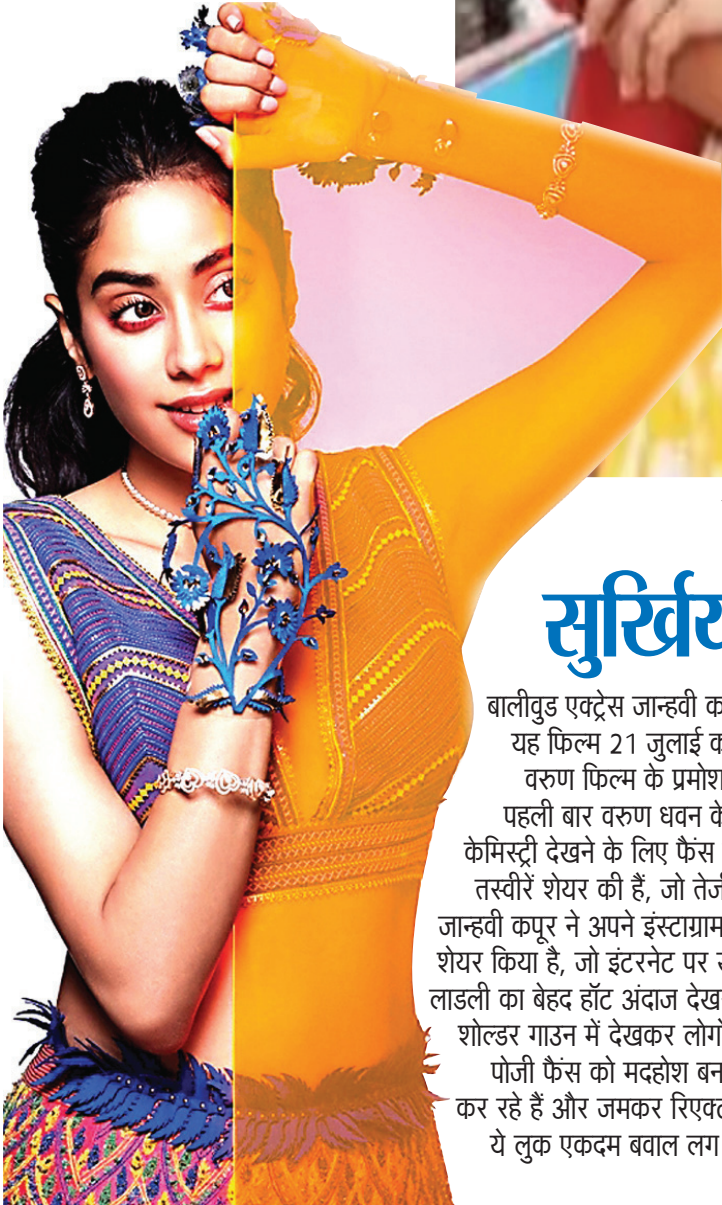 सुर्खिय
बालीवुड एक्ट्रेस जान्हवी क
यह फिल्म 21 जुलाई क
वरुण फिल्म के प्रमोश
पहली बार वरुण धवन के
केमिस्ट्री देखने के लिए फैंस
तस्वीरें शेयर की हैं, जो तेज
जान्हवी कपूर ने अपने इंस्टाग्राम
शेयर किया है, जो इंटरनेट पर
लाडली का बेहद हॉट अंदाज देख
शोल्डर गाउन में देखकर लोगो
पोजी फैंस को मदहोश बन
कर रहे हैं और जमकर रिएक्
ये लुक एकदम बवाल लग